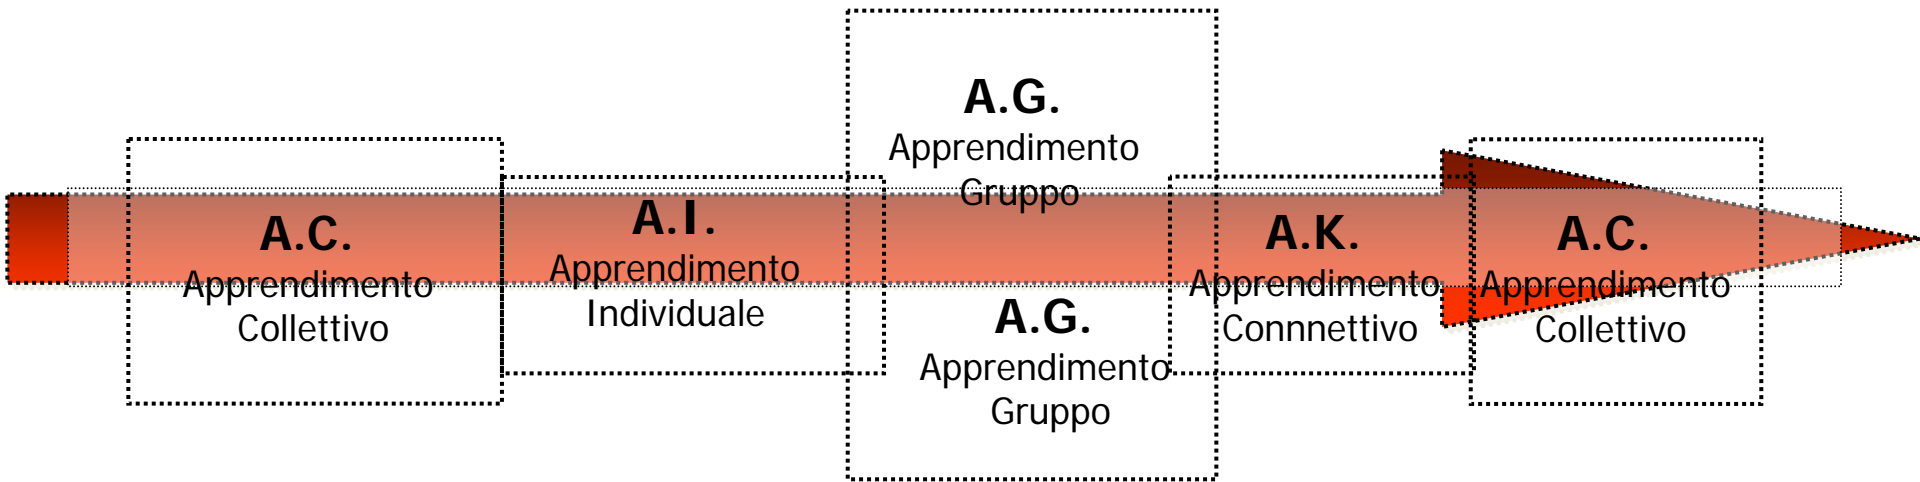 A.C.
Apprendimento
Collettivo
A.I.
Apprendimento
Individuale
A.G.
Apprendimento
Gruppo
A.G.
Apprendimento
Gruppo
A.K.
Apprendimento
Connnettivo
A.C.
Apprendimento
Collettivo